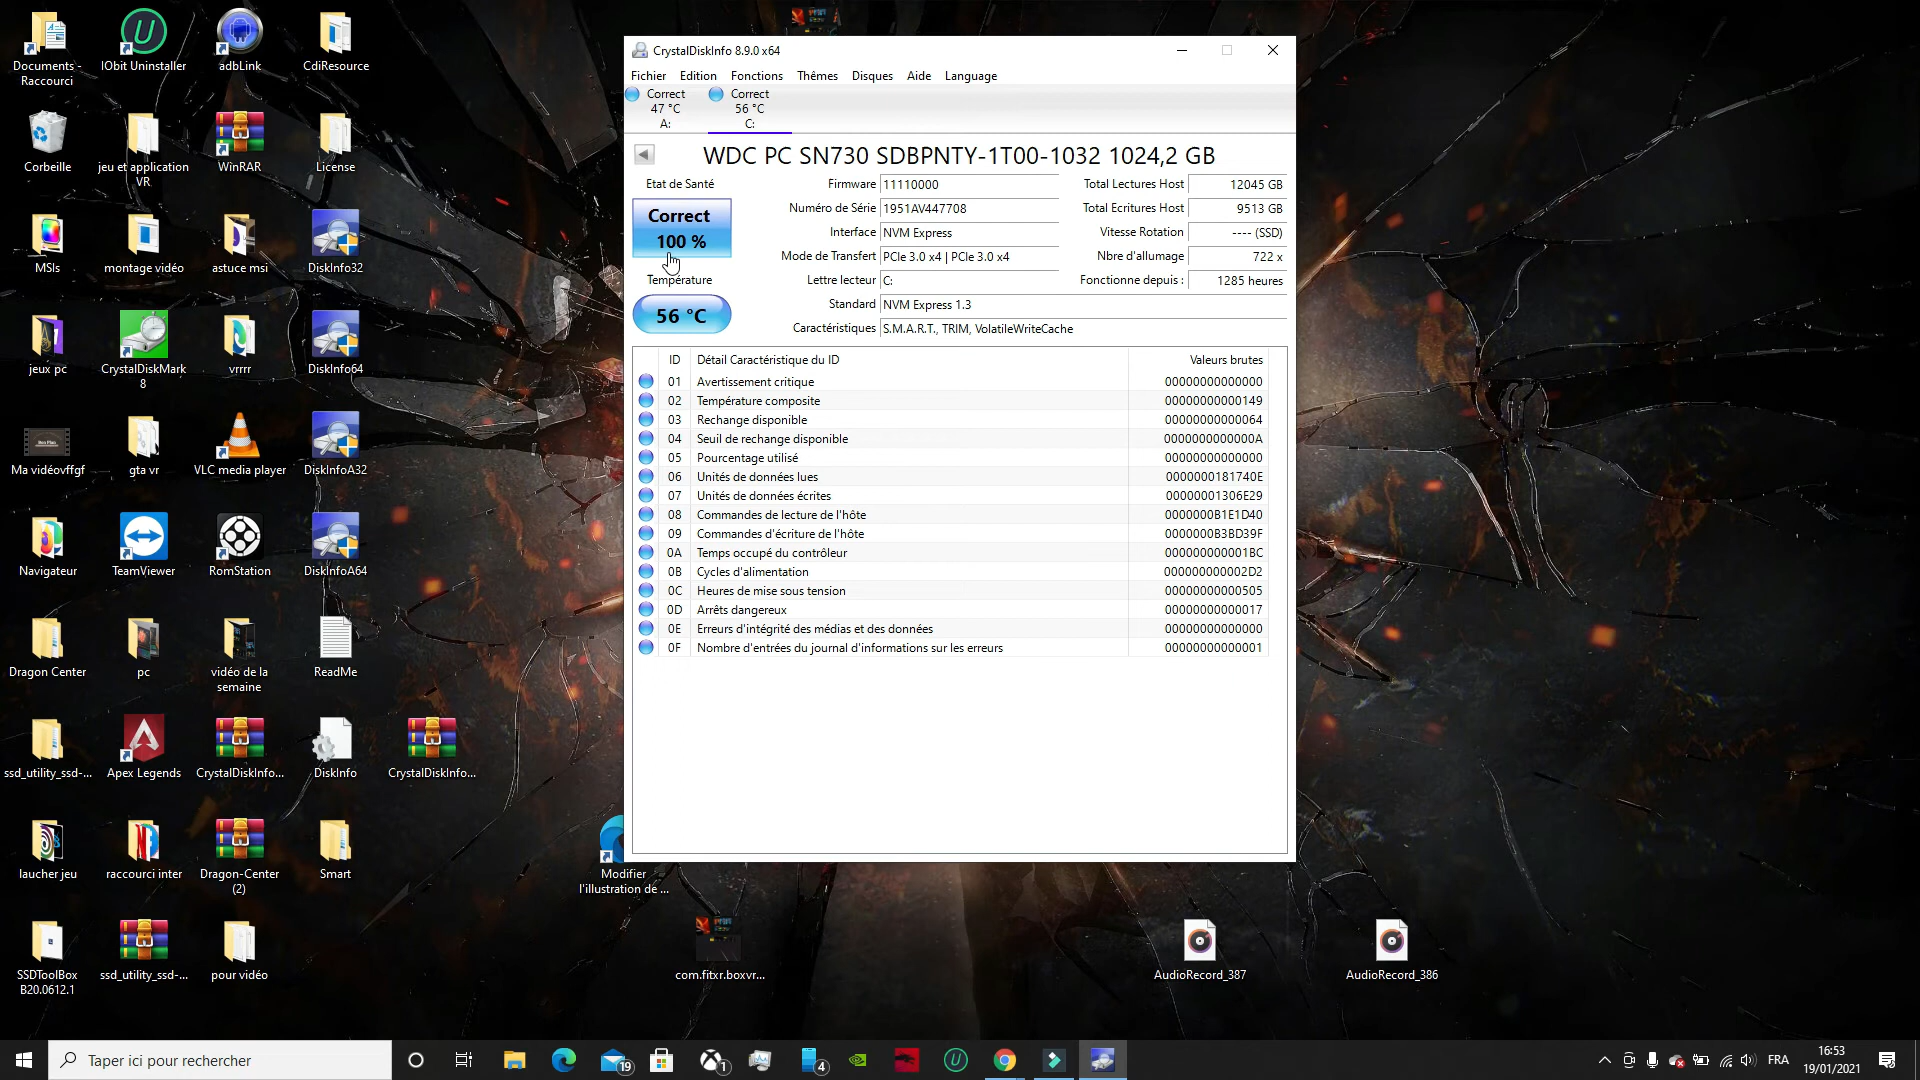 Documents - Raccourci
IObit Uninstaller
adbLink
CdiResource
Corbeille
jeu et application VR
WinRAR
License
MSIs
montage vidéo
astuce msi
DiskInfo32
jeux pc
CrystalDiskMark 8
vrrrr
DiskInfo64
Ma vidéovffgf
gta vr
VLC media player
DiskInfoA32
Navigateur
TeamViewer
RomStation
DiskInfoA64
Dragon Center
pc
vidéo de la semaine
ReadMe
ssd_utility_ssd-...
Apex Legends
CrystalDiskInfo...
DiskInfo
CrystalDiskInfo...
laucher jeu
raccourci inter
Dragon-Center (2)
Smart
SSDToolBox B20.0612.1
ssd_utility_ssd-...
pour vidéo
Modifier l'illustration de ...
com.fitxr.boxvr...
AudioRecord_387
AudioRecord_386
CrystalDiskInfo 8.9.0 x64
Fichier Edition Fonctions Thêmes Disques Aide Language
Correct 47 °C A:
Correct 56 °C C:
WDC PC SN730 SDBPNTY-1T00-1032 1024,2 GB
Etat de Santé
Correct
100 %
Température
56 °C
Firmware 11110000
Numéro de Série 1951AV447708
Interface NVM Express
Mode de Transfert PCIe 3.0 x4 | PCIe 3.0 x4
Lettre lecteur C:
Standard NVM Express 1.3
Caractéristiques S.M.A.R.T., TRIM, VolatileWriteCache
Total Lectures Host 12045 GB
Total Ecritures Host 9513 GB
Vitesse Rotation ---- (SSD)
Nbre d'allumage 722 x
Fonctionne depuis : 1285 heures
ID Détail Caractéristique du ID Valeurs brutes
01 Avertissement critique 00000000000000
02 Température composite 00000000000149
03 Rechange disponible 00000000000064
04 Seuil de rechange disponible 0000000000000A
05 Pourcentage utilisé 00000000000000
06 Unités de données lues 0000000181740E
07 Unités de données écrites 00000001306E29
08 Commandes de lecture de l'hôte 0000000B1E1D40
09 Commandes d'écriture de l'hôte 0000000B3BD39F
0A Temps occupé du contrôleur 000000000001BC
0B Cycles d'alimentation 000000000002D2
0C Heures de mise sous tension 00000000000505
0D Arrêts dangereux 00000000000017
0E Erreurs d'intégrité des médias et des données 00000000000000
0F Nombre d'entrées du journal d'informations sur les erreurs 00000000000001
Taper ici pour rechercher
19
1
4
FRA
16:53
19/01/2021